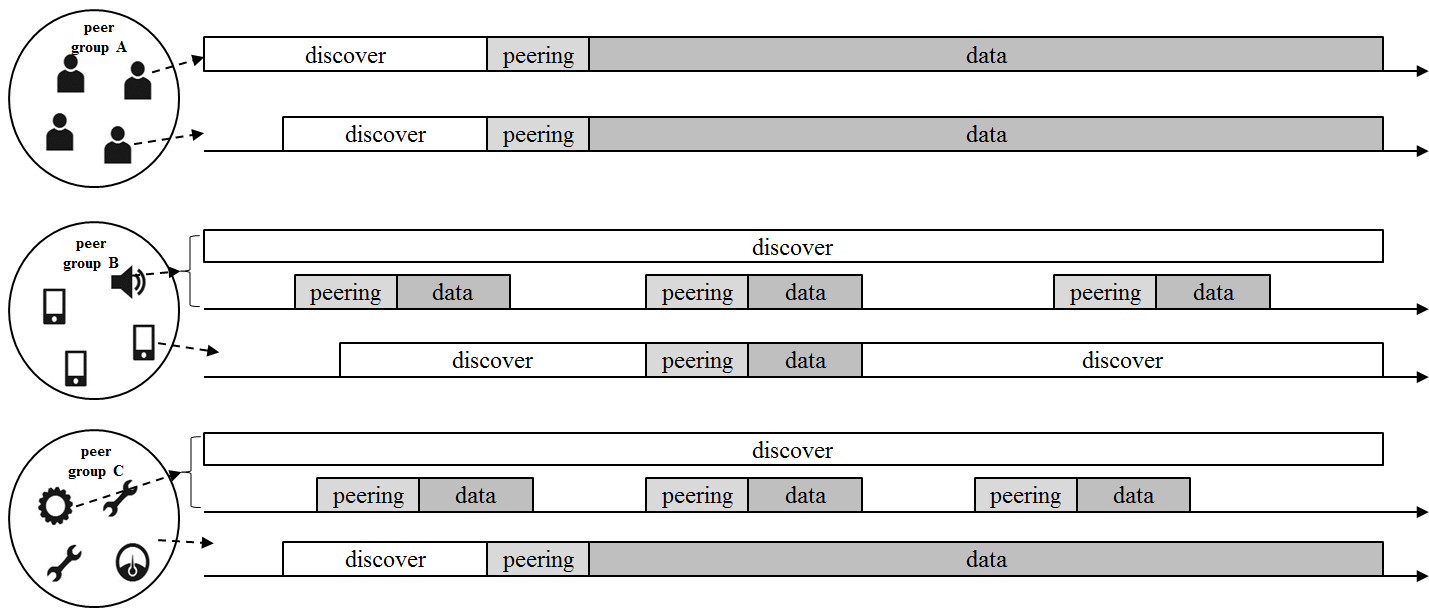 peer
group A
discover peering data
discover peering data
peer
group B
discover
peering data peering data peering data
discover peering data discover
peer
group C
discover
peering data peering data peering data
discover peering data